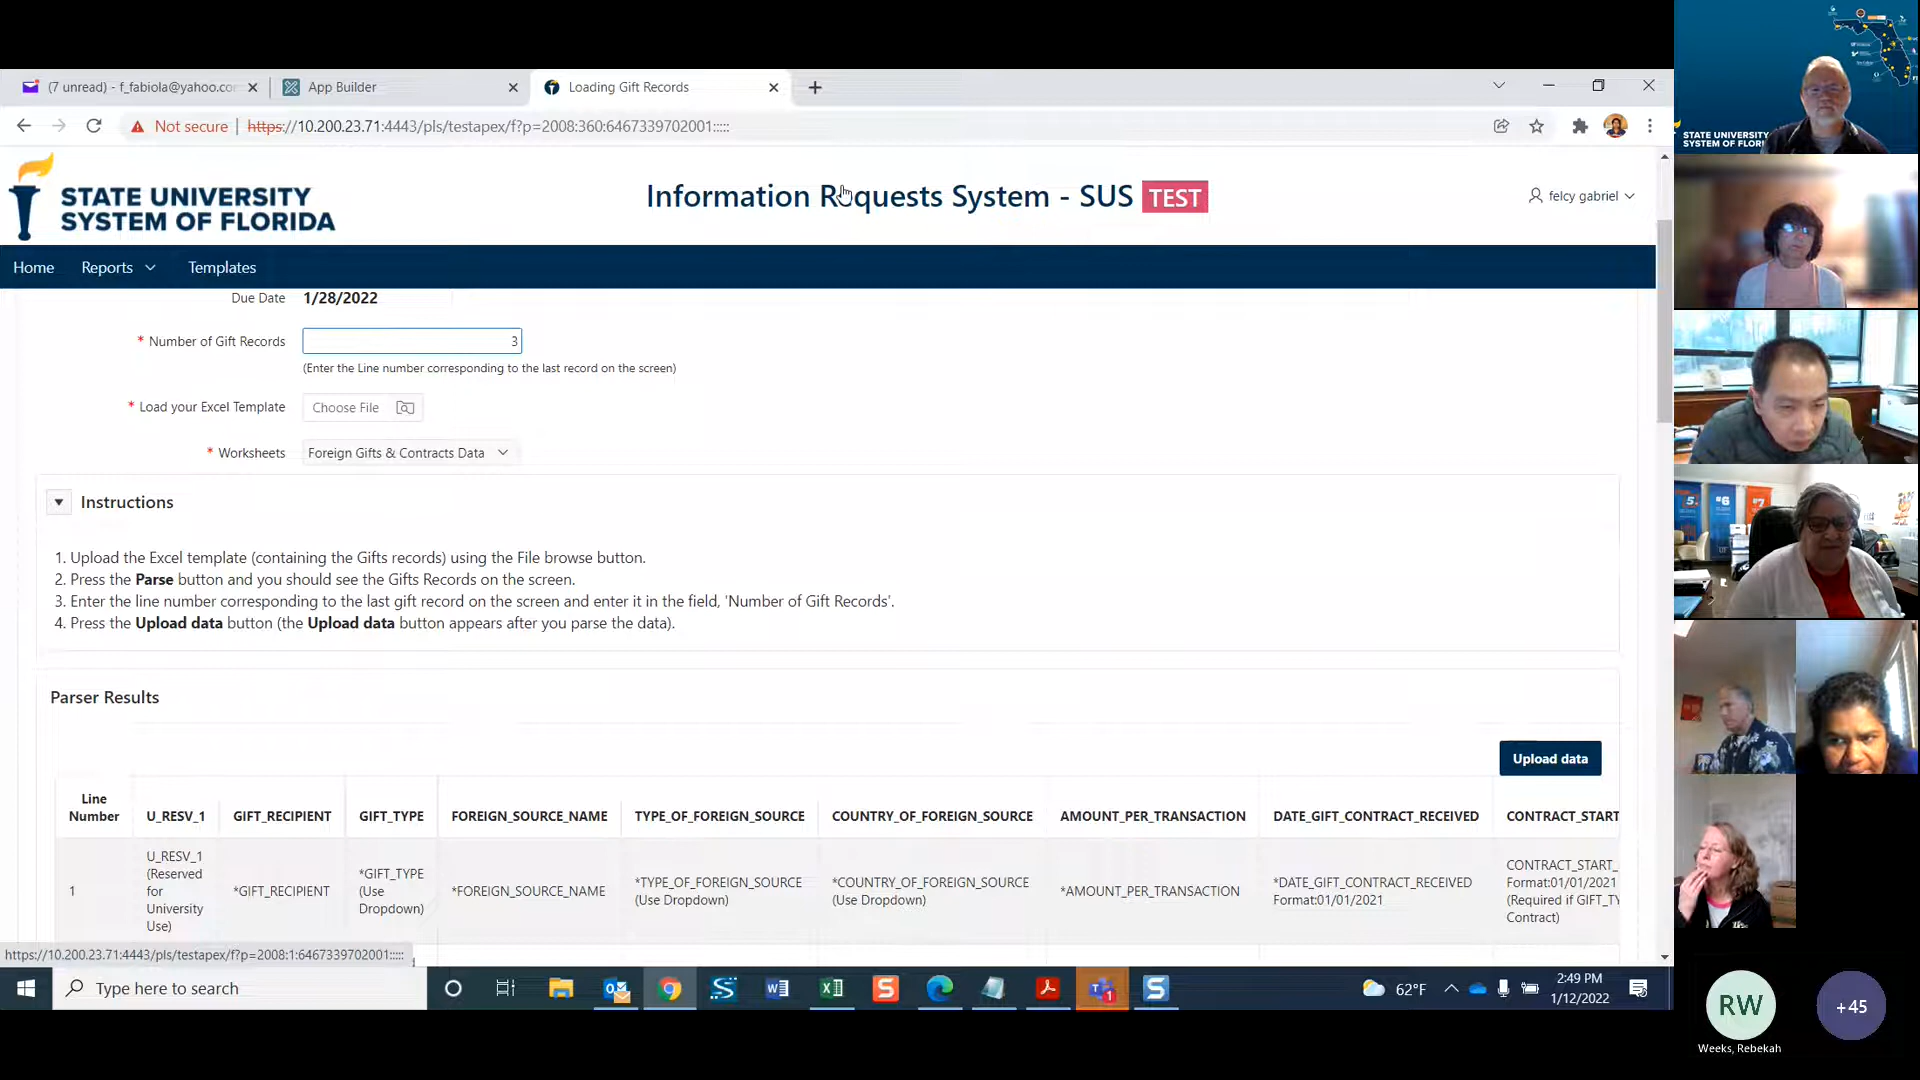 (7 unread) - f_fabiola@yahoo.co
App Builder
Loading Gift Records
Not secure
https://10.200.23.71:4443/pls/testapex/f?p=2008:360:6467339702001:::::
STATE UNIVERSITY
SYSTEM OF FLORIDA
Information Requests System - SUS TEST
felcy gabriel
Home
Reports
Templates
Due Date 1/28/2022
* Number of Gift Records 3
(Enter the Line number corresponding to the last record on the screen)
* Load your Excel Template Choose File
* Worksheets Foreign Gifts & Contracts Data
Instructions
1. Upload the Excel template (containing the Gifts records) using the File browse button.
2. Press the Parse button and you should see the Gifts Records on the screen.
3. Enter the line number corresponding to the last gift record on the screen and enter it in the field, 'Number of Gift Records'.
4. Press the Upload data button (the Upload data button appears after you parse the data).
Parser Results
Upload data
Line
Number
U_RESV_1
GIFT_RECIPIENT
GIFT_TYPE
FOREIGN_SOURCE_NAME
TYPE_OF_FOREIGN_SOURCE
COUNTRY_OF_FOREIGN_SOURCE
AMOUNT_PER_TRANSACTION
DATE_GIFT_CONTRACT_RECEIVED
CONTRACT_START
1
U_RESV_1
(Reserved
for
University
Use)
*GIFT_RECIPIENT
*GIFT_TYPE
(Use
Dropdown)
*FOREIGN_SOURCE_NAME
*TYPE_OF_FOREIGN_SOURCE
(Use Dropdown)
*COUNTRY_OF_FOREIGN_SOURCE
(Use Dropdown)
*AMOUNT_PER_TRANSACTION
*DATE_GIFT_CONTRACT_RECEIVED
Format:01/01/2021
CONTRACT_START_
Format:01/01/2021
(Required if GIFT_TY
Contract)
https://10.200.23.71:4443/pls/testapex/f?p=2008:1:6467339702001:::::
Type here to search
62°F
2:49 PM
1/12/2022
STATE UNIVERSITY
SYSTEM OF FLORI
5.
#6
#7
UF
RW
Weeks, Rebekah
+45